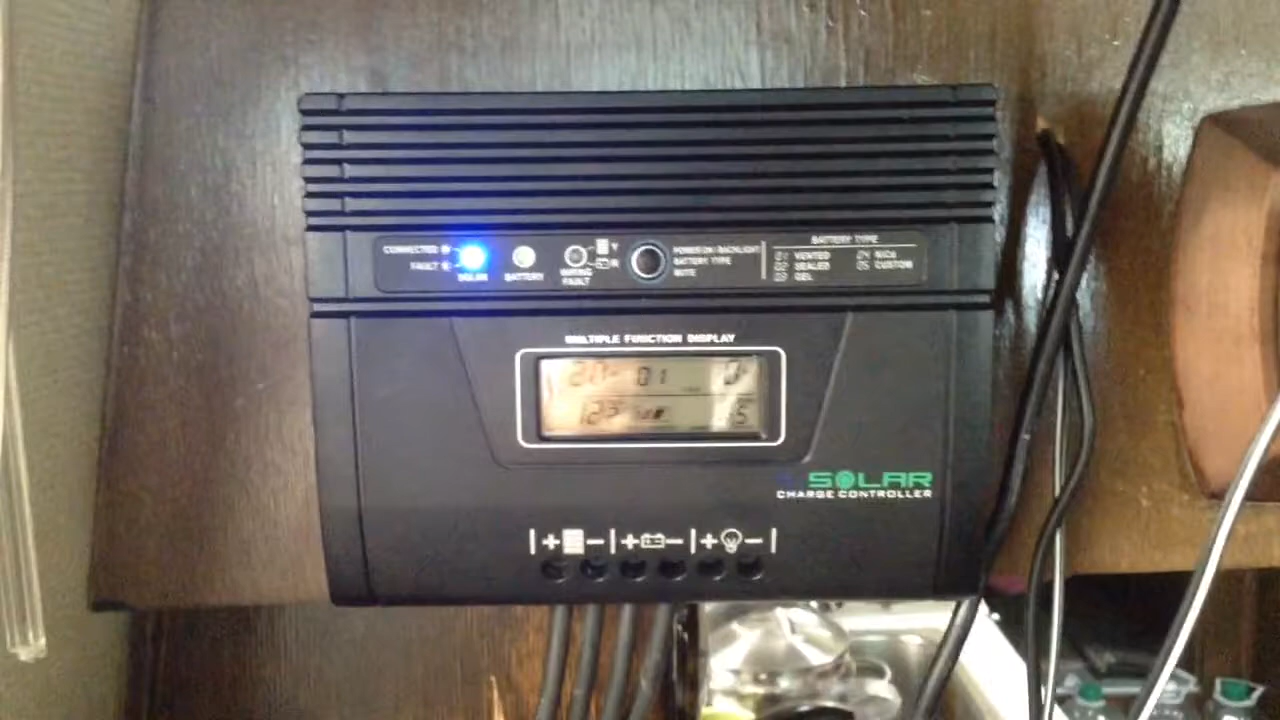 CONNECTED
FAULT
SOLAR
BATTERY
WIRING
FAULT
POWER ON/BACKLIGHT
BATTERY TYPE
MUTE
BATTERY TYPE
01 VENTED
02 SEALED
03 GEL
04 NiCd
05 CUSTOM
MULTIPLE FUNCTION DISPLAY
01
SOLAR
CHARGE CONTROLLER